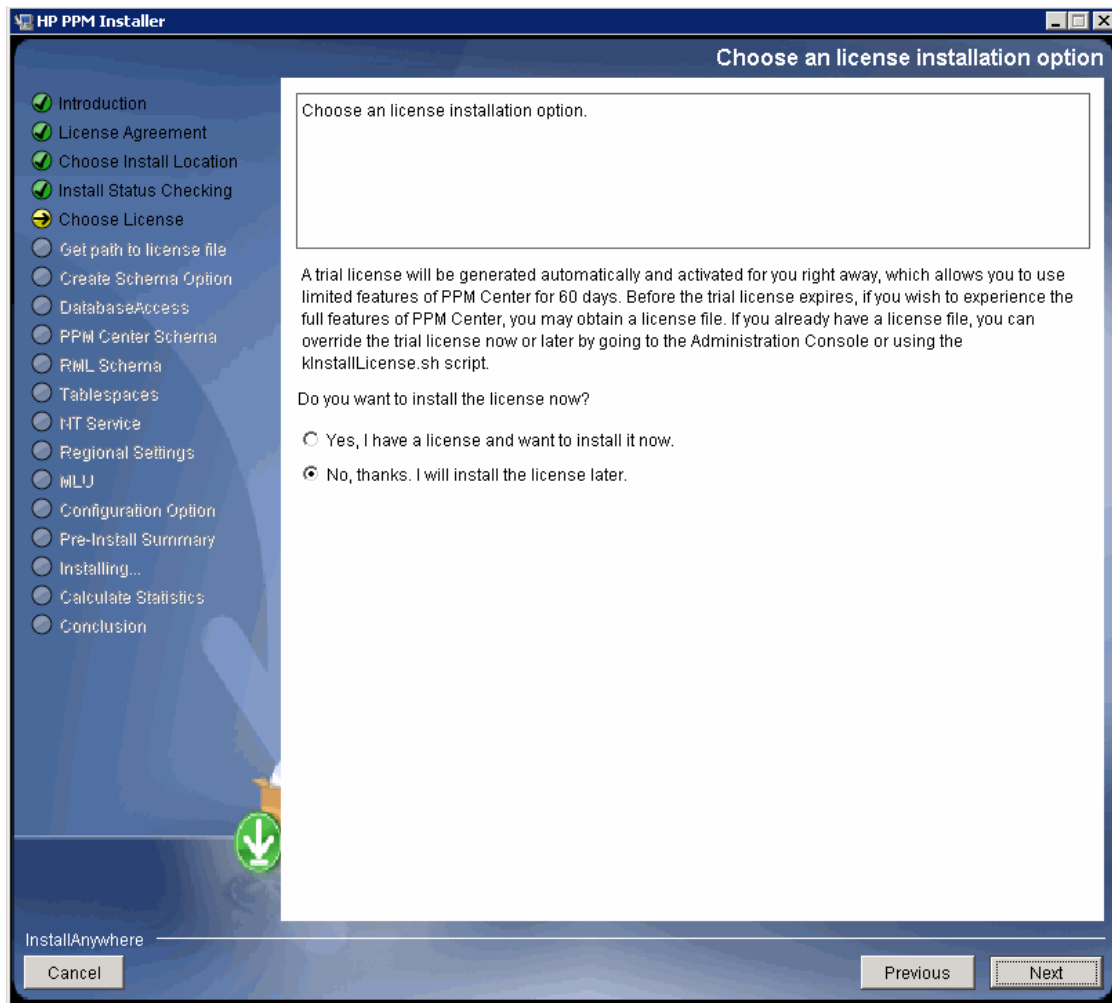 HP PPM Installer
Choose an license installation option
Introduction
License Agreement
Choose Install Location
Install Status Checking
Choose License
Get path to license file
Create Schema Option
DatabaseAccess
PPM Center Schema
RML Schema
Tablespaces
NT Service
Regional Settings
MLU
Configuration Option
Pre-Install Summary
Installing...
Calculate Statistics
Conclusion
Choose an license installation option.
A trial license will be generated automatically and activated for you right away, which allows you to use
limited features of PPM Center for 60 days. Before the trial license expires, if you wish to experience the
full features of PPM Center, you may obtain a license file. If you already have a license file, you can
override the trial license now or later by going to the Administration Console or using the
kInstallLicense.sh script.
Do you want to install the license now?
Yes, I have a license and want to install it now.
No, thanks. I will install the license later.
InstallAnywhere
Cancel
Previous
Next